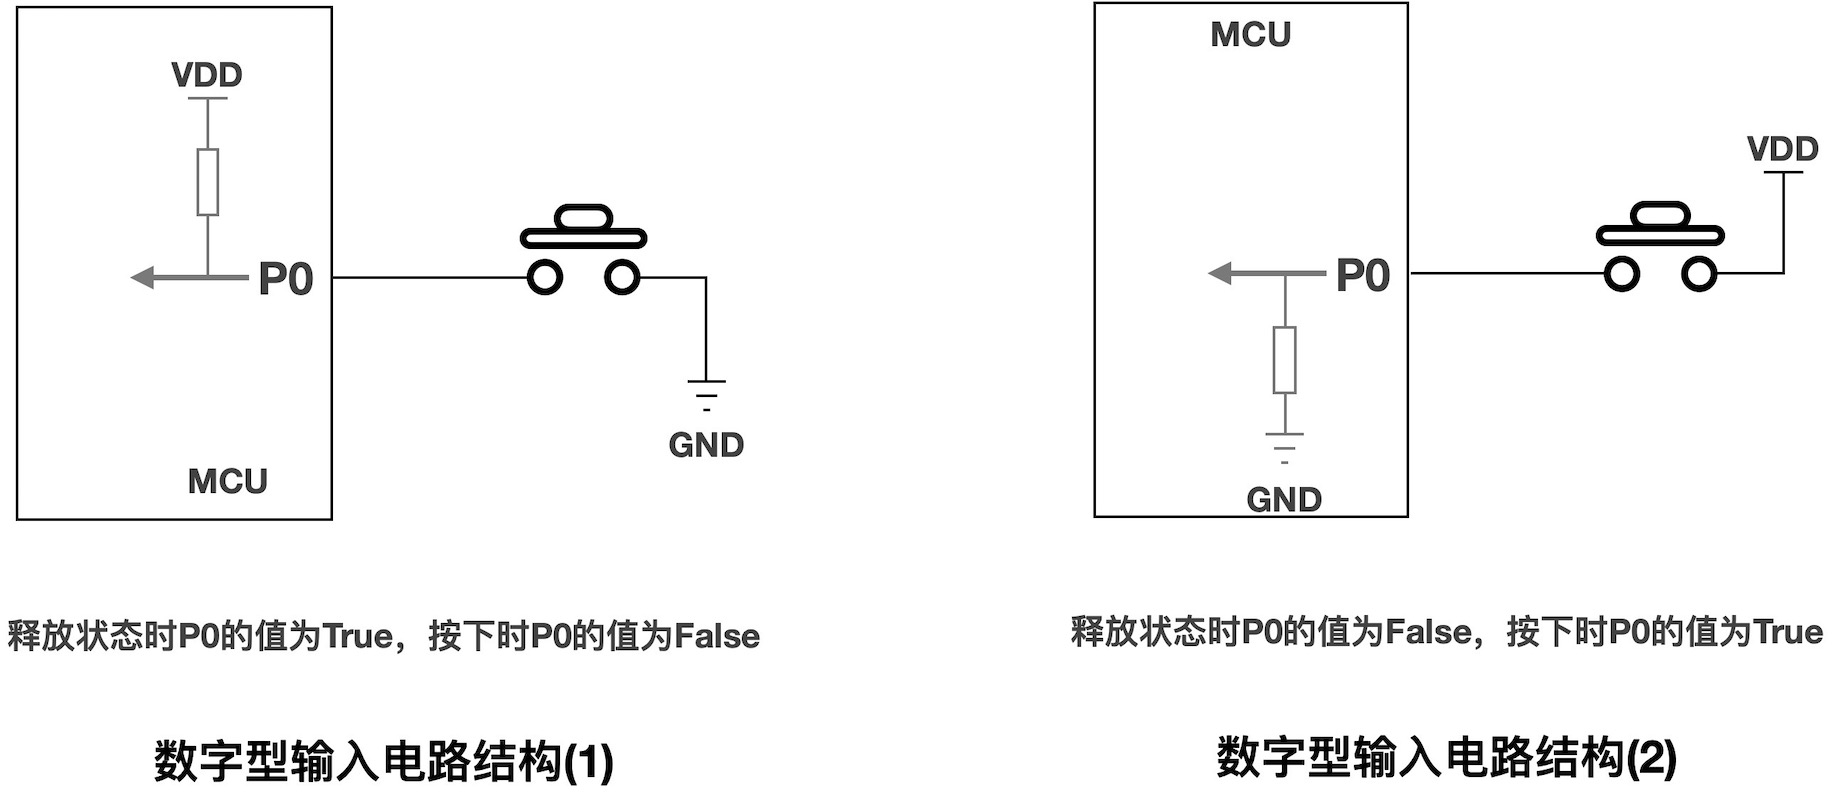 VDD
P0
GND
MCU
释放状态时P0的值为True，按下时P0的值为False
数字型输入电路结构(1)
MCU
VDD
P0
GND
释放状态时P0的值为False，按下时P0的值为True
数字型输入电路结构(2)